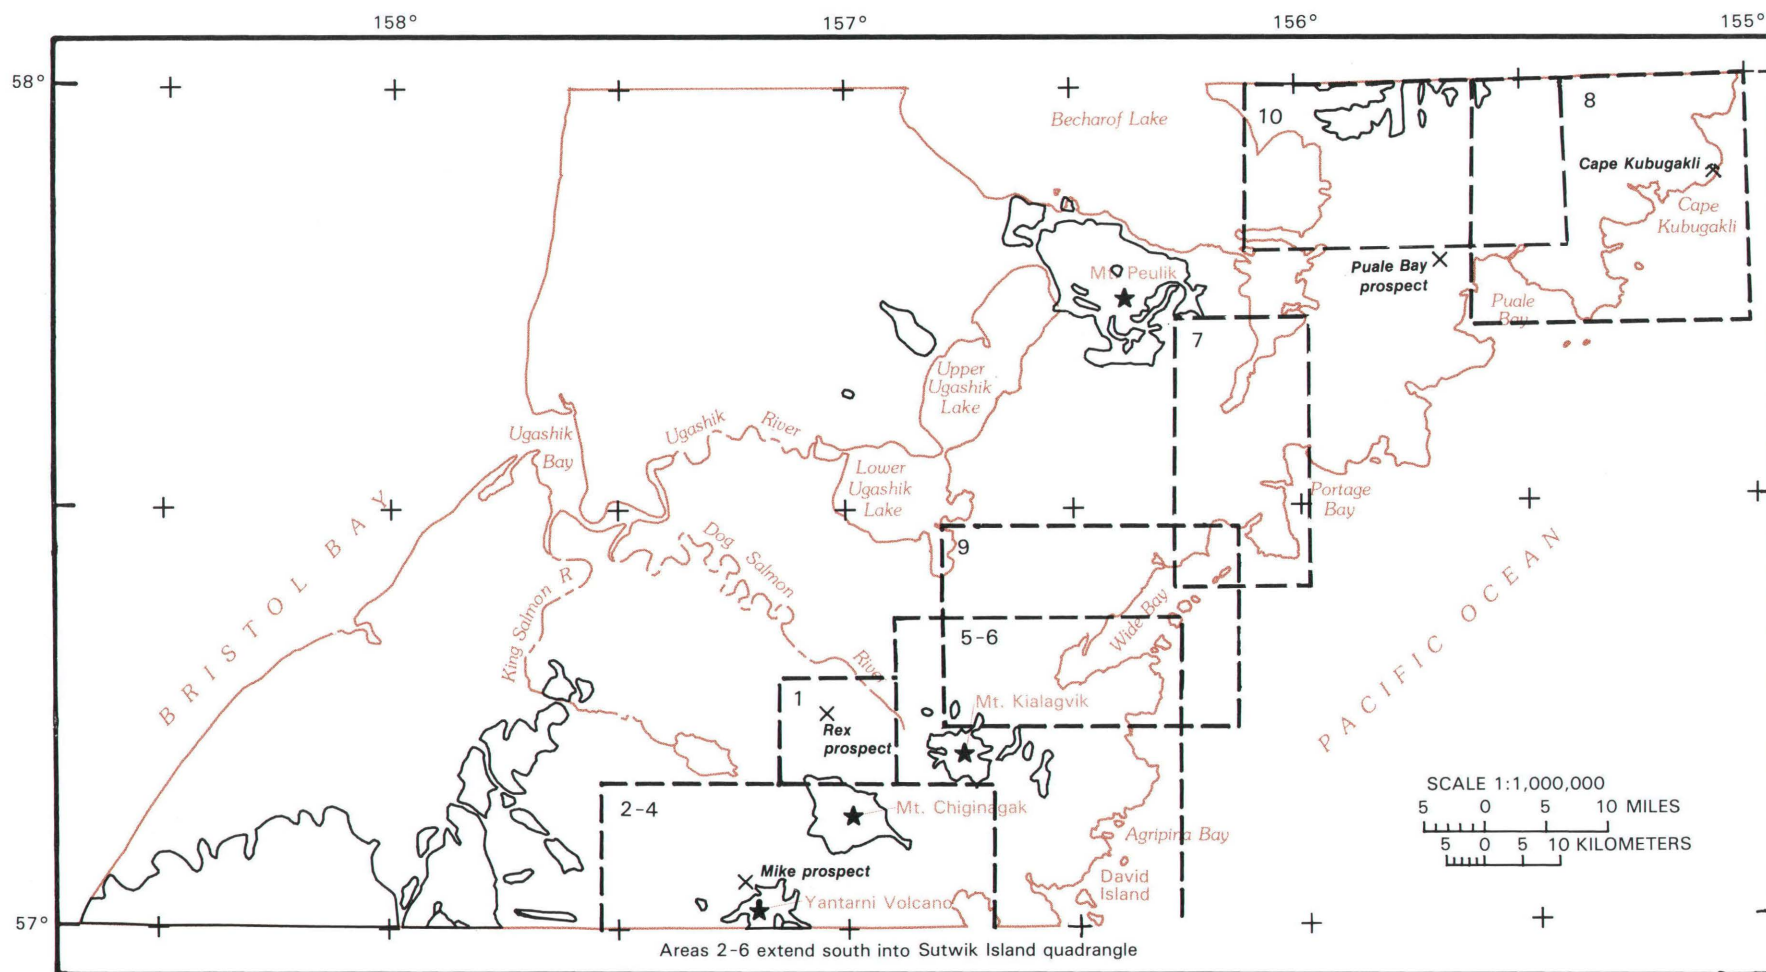 158°
157°
156°
155°
58°
57°
Becharof Lake
10
8
Cape Kubugakli
Cape
Kubugakli
Puale Bay
prospect
Puale
Bay
Mt. Peulik
7
Upper
Ugashik
Lake
Ugashik
River
Ugashik
Bay
Lower
Ugashik
Lake
Portage
Bay
BRISTOL BAY
Dog
Salmon
River
King Salmon R
9
Wide Bay
5-6
PACIFIC OCEAN
1
Rex
prospect
Mt. Kialagvik
2-4
Mt. Chiginagak
Agripina Bay
David
Island
Mike prospect
Yantarni Volcano
SCALE 1:1,000,000
5 0 5 10 MILES
5 0 5 10 KILOMETERS
Areas 2-6 extend south into Sutwik Island quadrangle